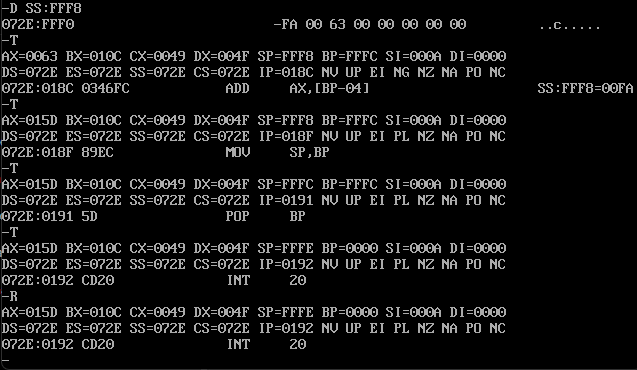 -D SS:FFF8
072E:FFF0                          -FA 00 63 00 00 00 00 00          ..c.....
-T
AX=0063 BX=010C CX=0049 DX=004F SP=FFF8 BP=FFFC SI=000A DI=0000
DS=072E ES=072E SS=072E CS=072E IP=018C NV UP EI NG NZ NA PO NC
072E:018C 0346FC            ADD     AX,[BP-04]                     SS:FFF8=00FA
-T
AX=015D BX=010C CX=0049 DX=004F SP=FFF8 BP=FFFC SI=000A DI=0000
DS=072E ES=072E SS=072E CS=072E IP=018F NV UP EI PL NZ NA PO NC
072E:018F 89EC              MOV     SP,BP
-T
AX=015D BX=010C CX=0049 DX=004F SP=FFFC BP=FFFC SI=000A DI=0000
DS=072E ES=072E SS=072E CS=072E IP=0191 NV UP EI PL NZ NA PO NC
072E:0191 5D                POP     BP
-T
AX=015D BX=010C CX=0049 DX=004F SP=FFFE BP=0000 SI=000A DI=0000
DS=072E ES=072E SS=072E CS=072E IP=0192 NV UP EI PL NZ NA PO NC
072E:0192 CD20              INT     20
-R
AX=015D BX=010C CX=0049 DX=004F SP=FFFE BP=0000 SI=000A DI=0000
DS=072E ES=072E SS=072E CS=072E IP=0192 NV UP EI PL NZ NA PO NC
072E:0192 CD20              INT     20
-